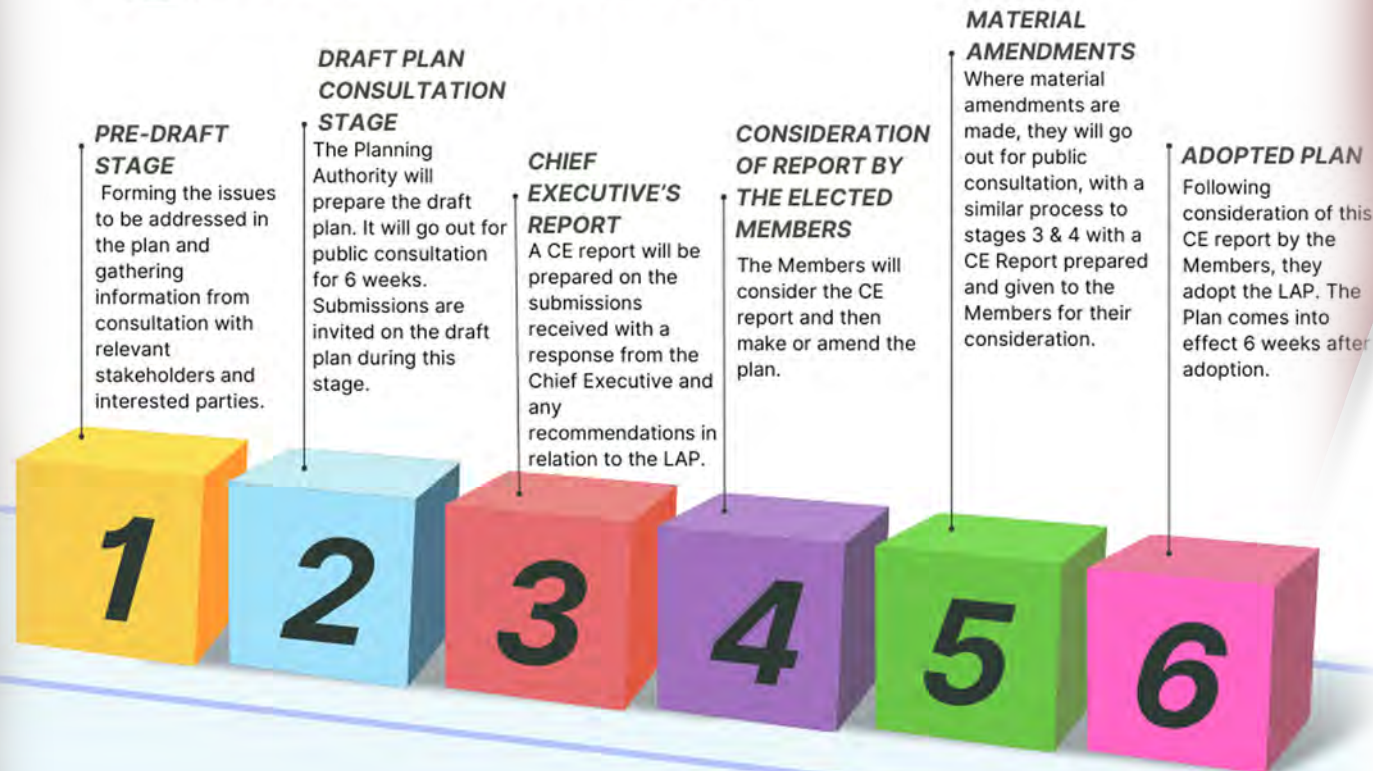 PRE-DRAFT
STAGE
Forming the issues
to be addressed in
the plan and
gathering
information from
consultation with
relevant
stakeholders and
interested parties.
DRAFT PLAN
CONSULTATION
STAGE
The Planning
Authority will
prepare the draft
plan. It will go out for
public consultation
for 6 weeks.
Submissions are
invited on the draft
plan during this
stage.
CHIEF
EXECUTIVE'S
REPORT
A CE report will be
prepared on the
submissions
received with a
response from the
Chief Executive and
any
recommendations in
relation to the LAP.
CONSIDERATION
OF REPORT BY
THE ELECTED
MEMBERS
The Members will
consider the CE
report and then
make or amend the
plan.
MATERIAL
AMENDMENTS
Where material
amendments are
made, they will go
out for public
consultation, with a
similar process to
stages 3 & 4 with a
CE Report prepared
and given to the
Members for their
consideration.
ADOPTED PLAN
Following
consideration of this
CE report by the
Members, they
adopt the LAP. The
Plan comes into
effect 6 weeks after
adoption.
1
2
3
4
5
6